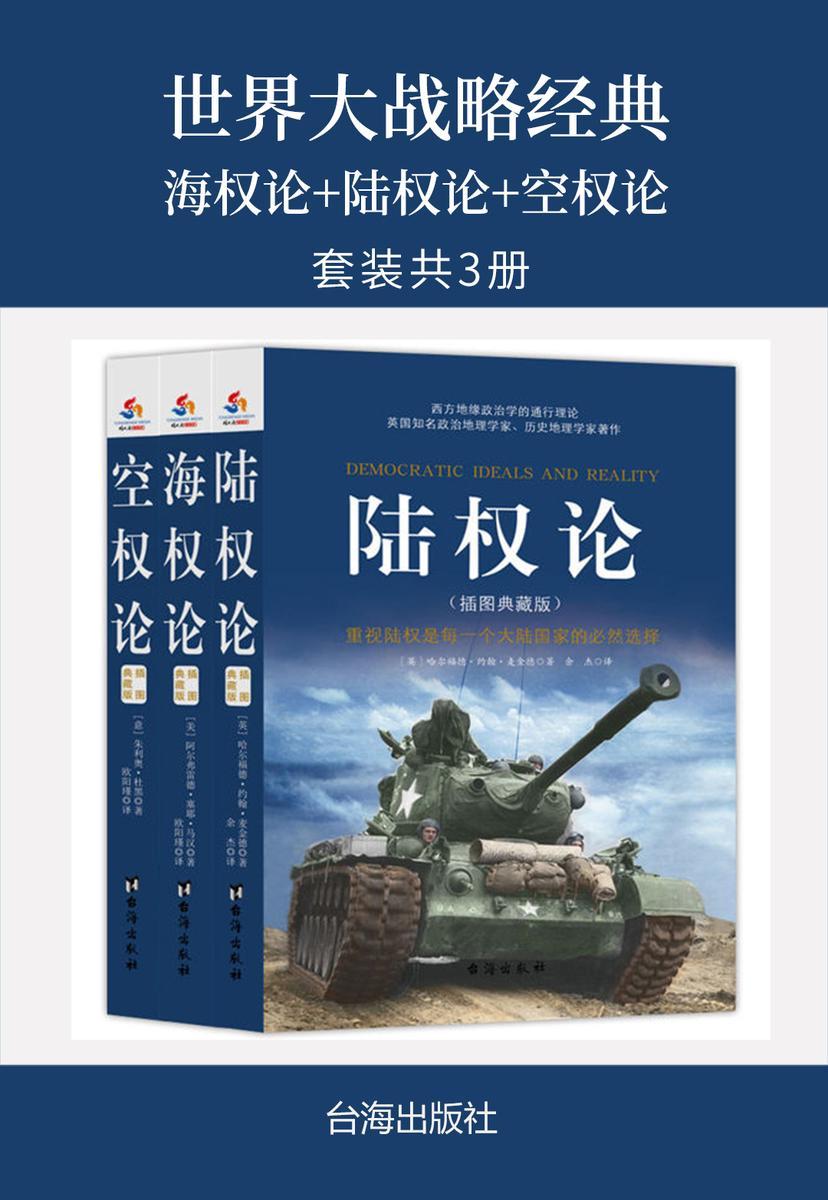 世界大战略经典
海权论+陆权论+空权论
套装共3册
空权论
插图典藏版
[意]朱利奥·杜黑著
欧阳瑾 译
台海出版社
海权论
插图典藏版
[美]阿尔弗雷德·塞耶·马汉著
欧阳瑾 译
台海出版社
陆权论
插图典藏版
[英]哈尔福德·约翰·麦金德著
余 杰 译
台海出版社
西方地缘政治学的通行理论
英国知名政治地理学家、历史地理学家著作
DEMOCRATIC IDEALS AND REALITY
陆权论
(插图典藏版)
重视陆权是每一个大陆国家的必然选择
[英]哈尔福德·约翰·麦金德著 余 杰译
台海出版社
台海出版社